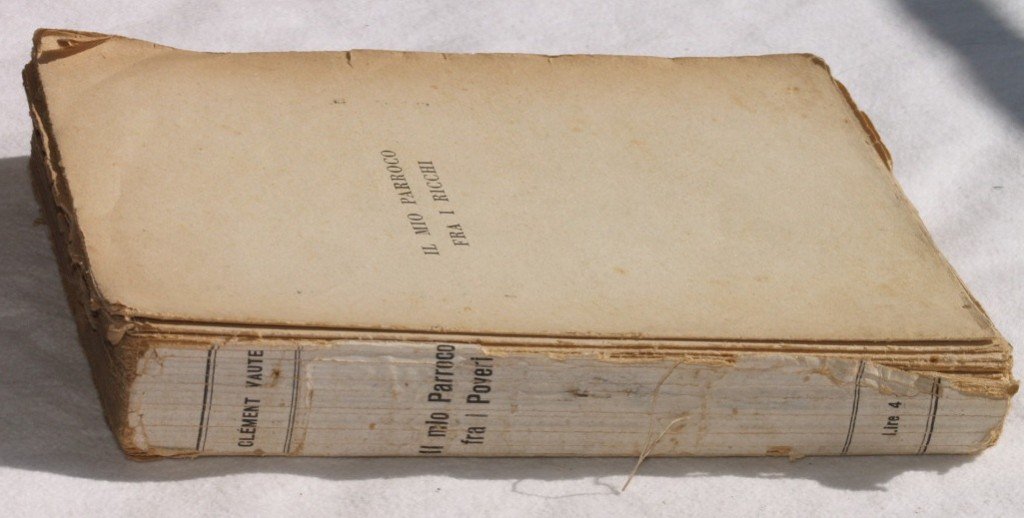 IL MIO PARROCO
FRA I RICCHI
CLÉMENT VAUTE
Il mio Parroco
fra i Poveri
Lire 4